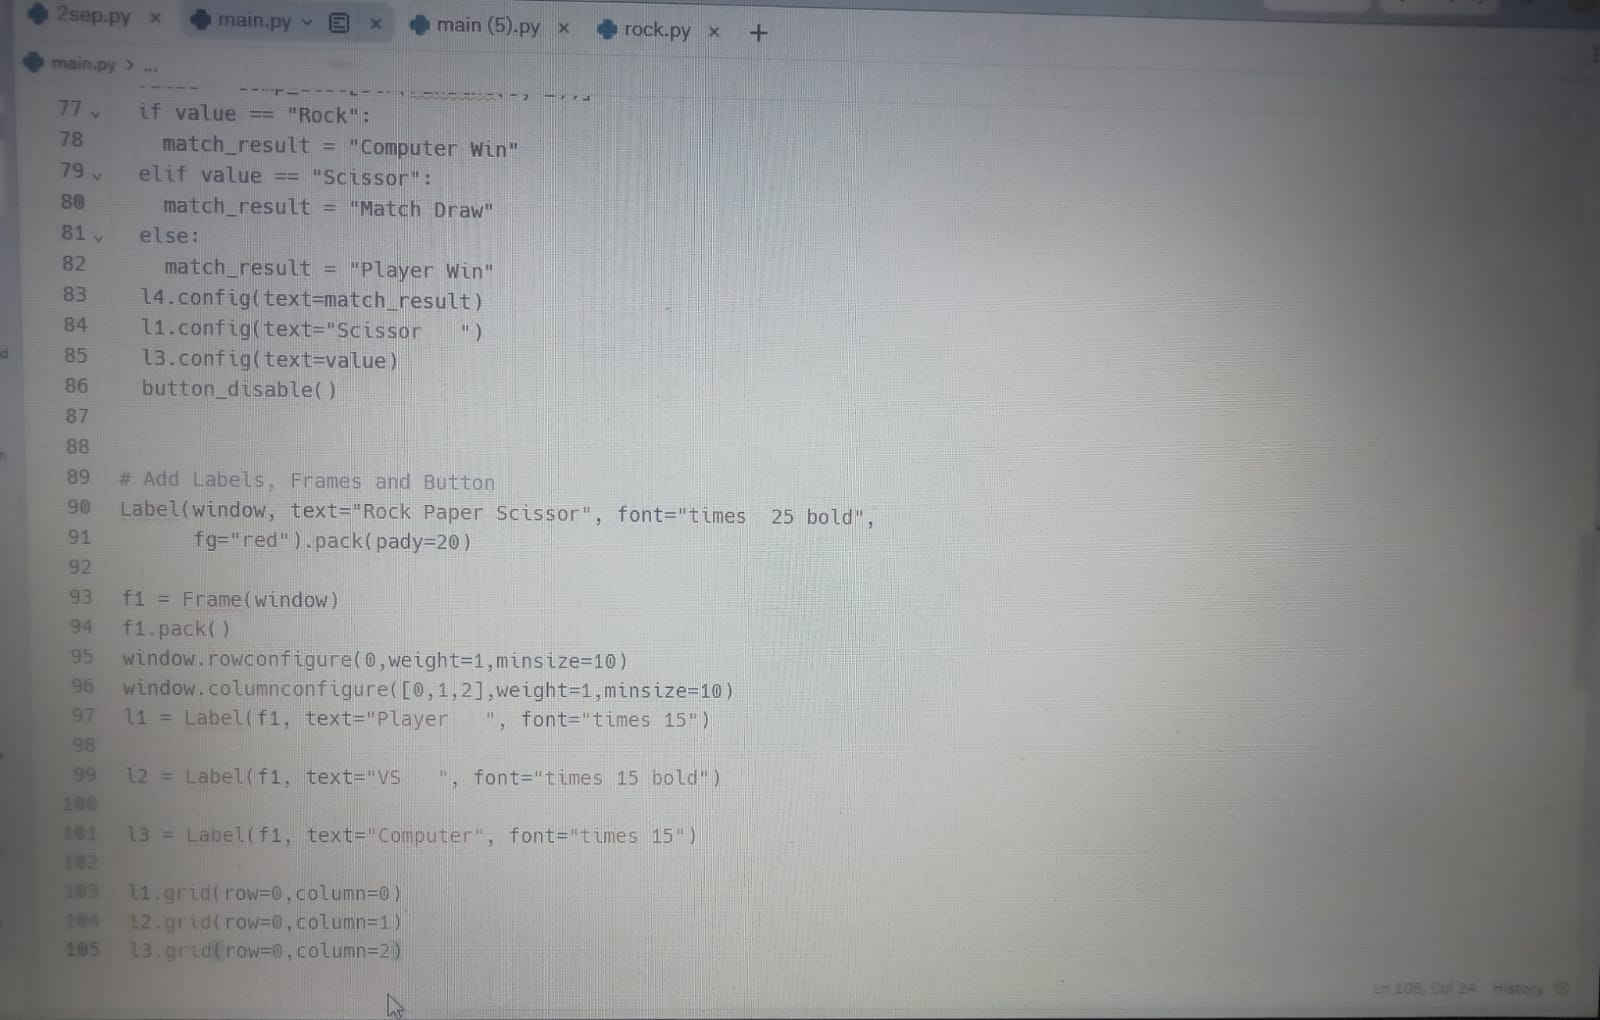 2sep.py
main.py
main (5).py
rock.py
main.py > ...
77 if value == "Rock":
78 match_result = "Computer Win"
79 elif value == "Scissor":
80 match_result = "Match Draw"
81 else:
82 match_result = "Player Win"
83 l4.config(text=match_result)
84 l1.config(text="Scissor   ")
85 l3.config(text=value)
86 button_disable()
87
88
89 # Add Labels, Frames and Button
90 Label(window, text="Rock Paper Scissor", font="times  25 bold",
91 fg="red").pack(pady=20)
92
93 f1 = Frame(window)
94 f1.pack()
95 window.rowconfigure(0,weight=1,minsize=10)
96 window.columnconfigure([0,1,2],weight=1,minsize=10)
97 l1 = Label(f1, text="Player   ", font="times 15")
98
99 l2 = Label(f1, text="VS   ", font="times 15 bold")
100
101 l3 = Label(f1, text="Computer", font="times 15")
102
103 l1.grid(row=0,column=0)
104 l2.grid(row=0,column=1)
105 l3.grid(row=0,column=2)
Ln 105, Col 24 History